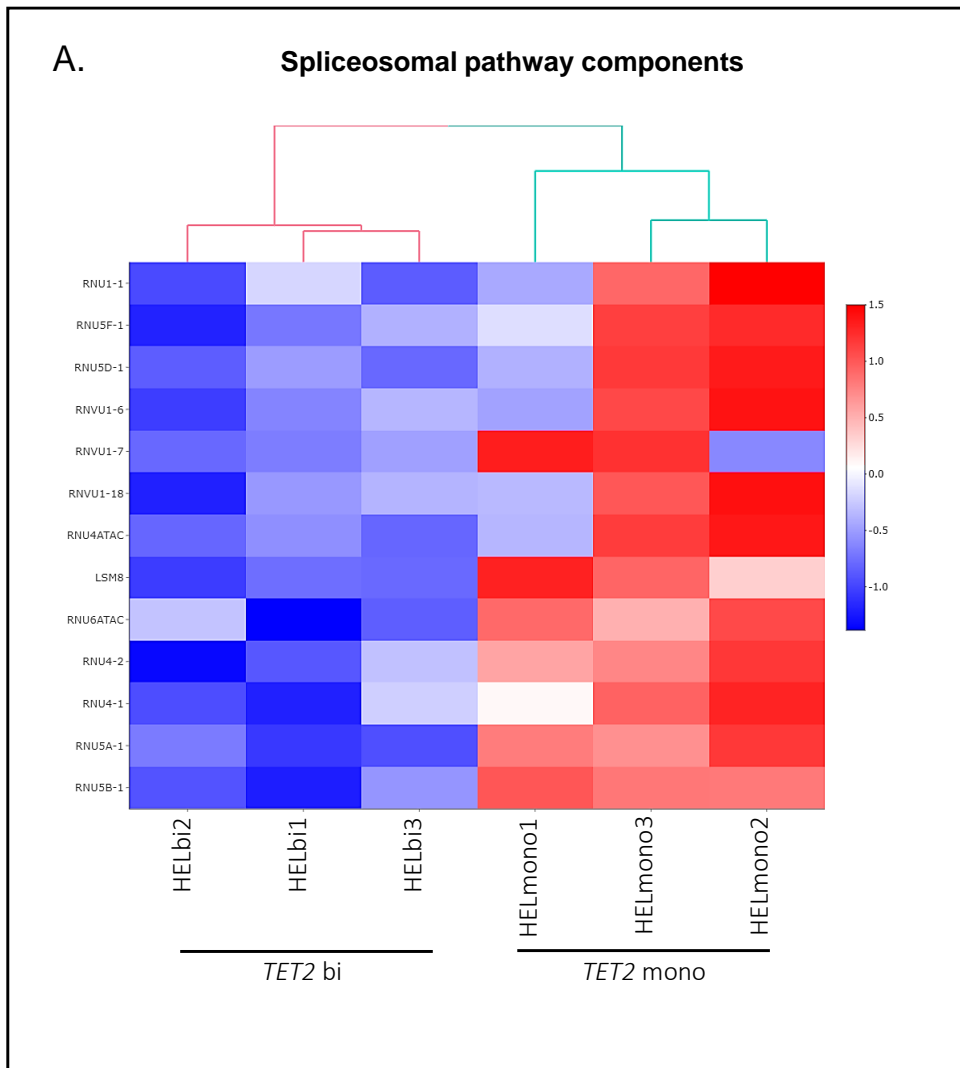 A.
Spliceosomal pathway components
RNU1-1
RNU5F-1
RNU5D-1
RNVU1-6
RNVU1-7
RNVU1-18
RNU4ATAC
LSM8
RNU6ATAC
RNU4-2
RNU4-1
RNU5A-1
RNU5B-1
1.5
1.0
0.5
0.0
-0.5
-1.0
HELbi2
HELbi1
HELbi3
HELmono1
HELmono3
HELmono2
TET2 bi
TET2 mono